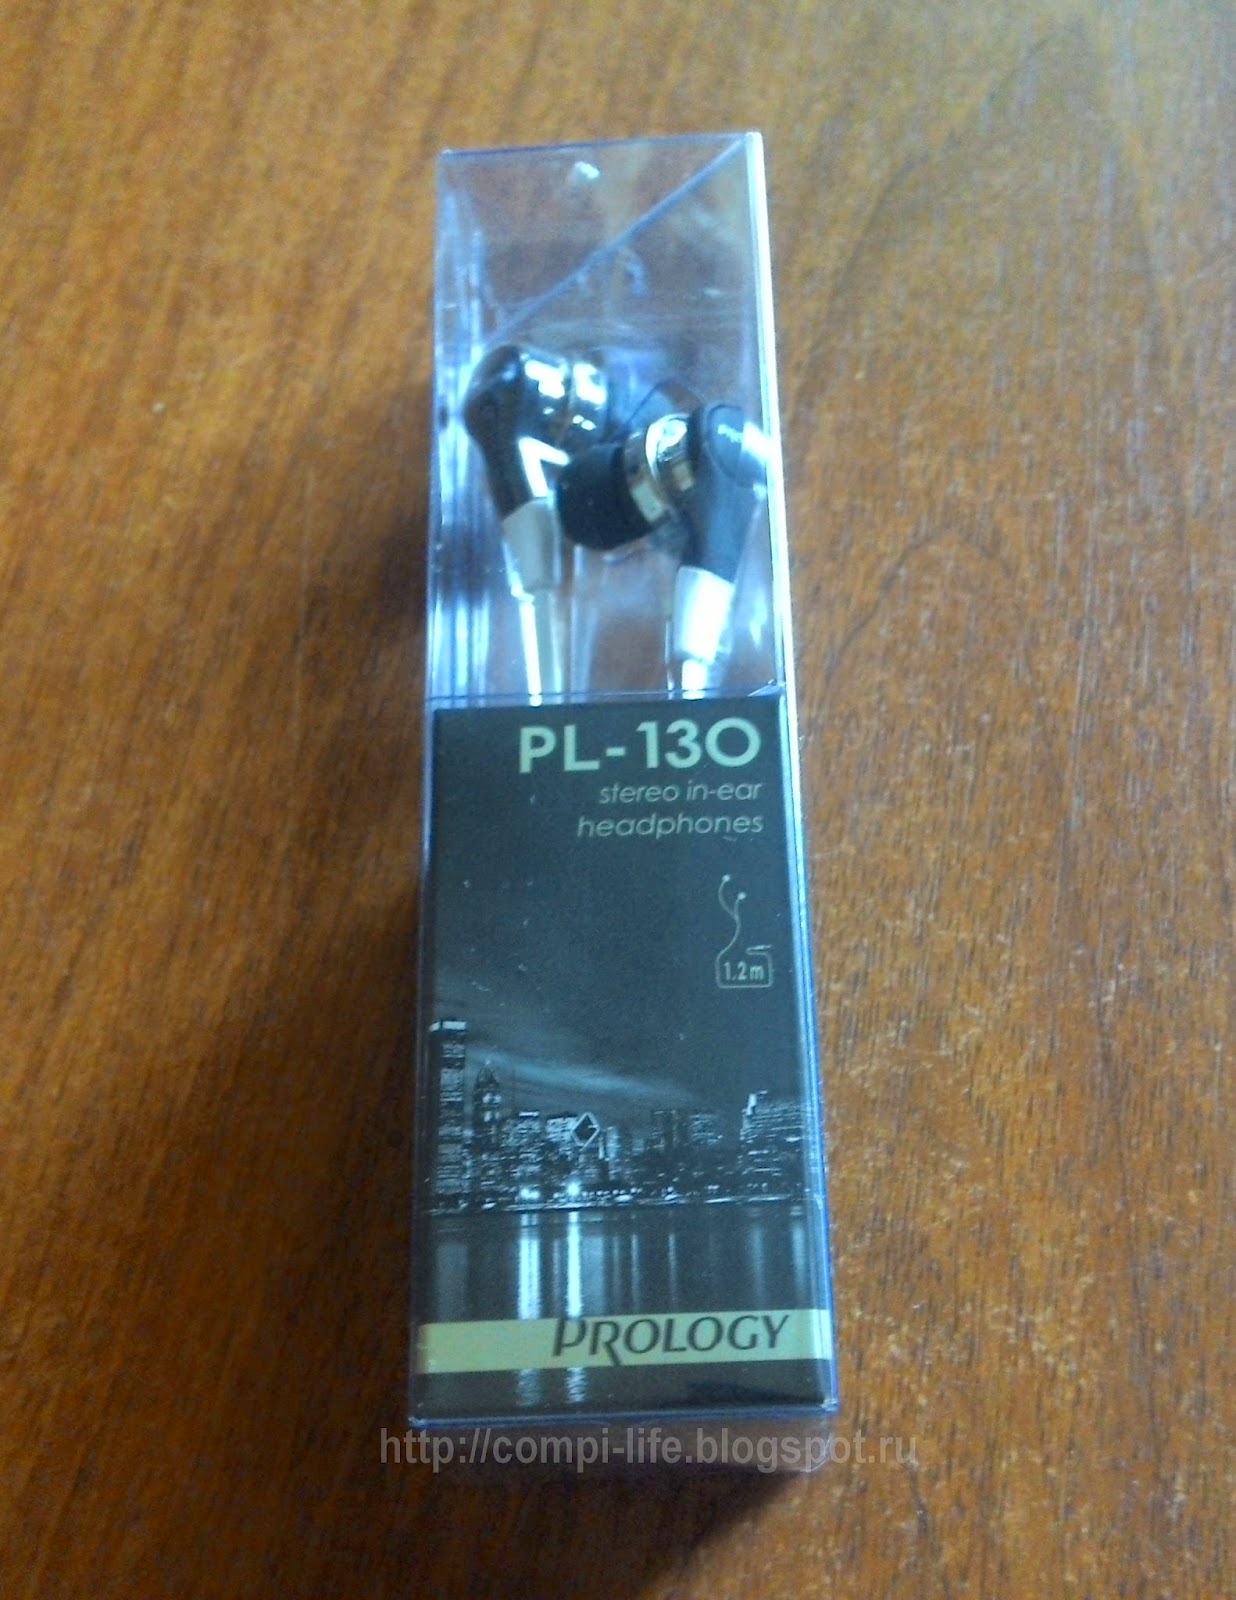 PL-130
stereo in-ear
headphones
1.2m
PROLOGY
http://compi-life.blogspot.ru